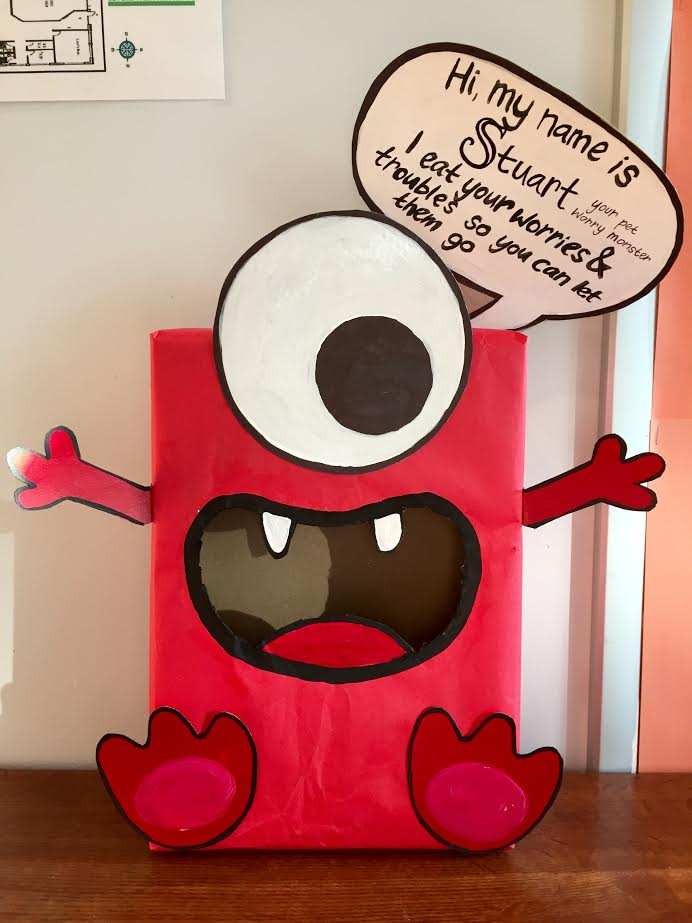 Hi, my name is
Stuart your pet
worry monster
I eat your worries &
troubles so you can let
them go